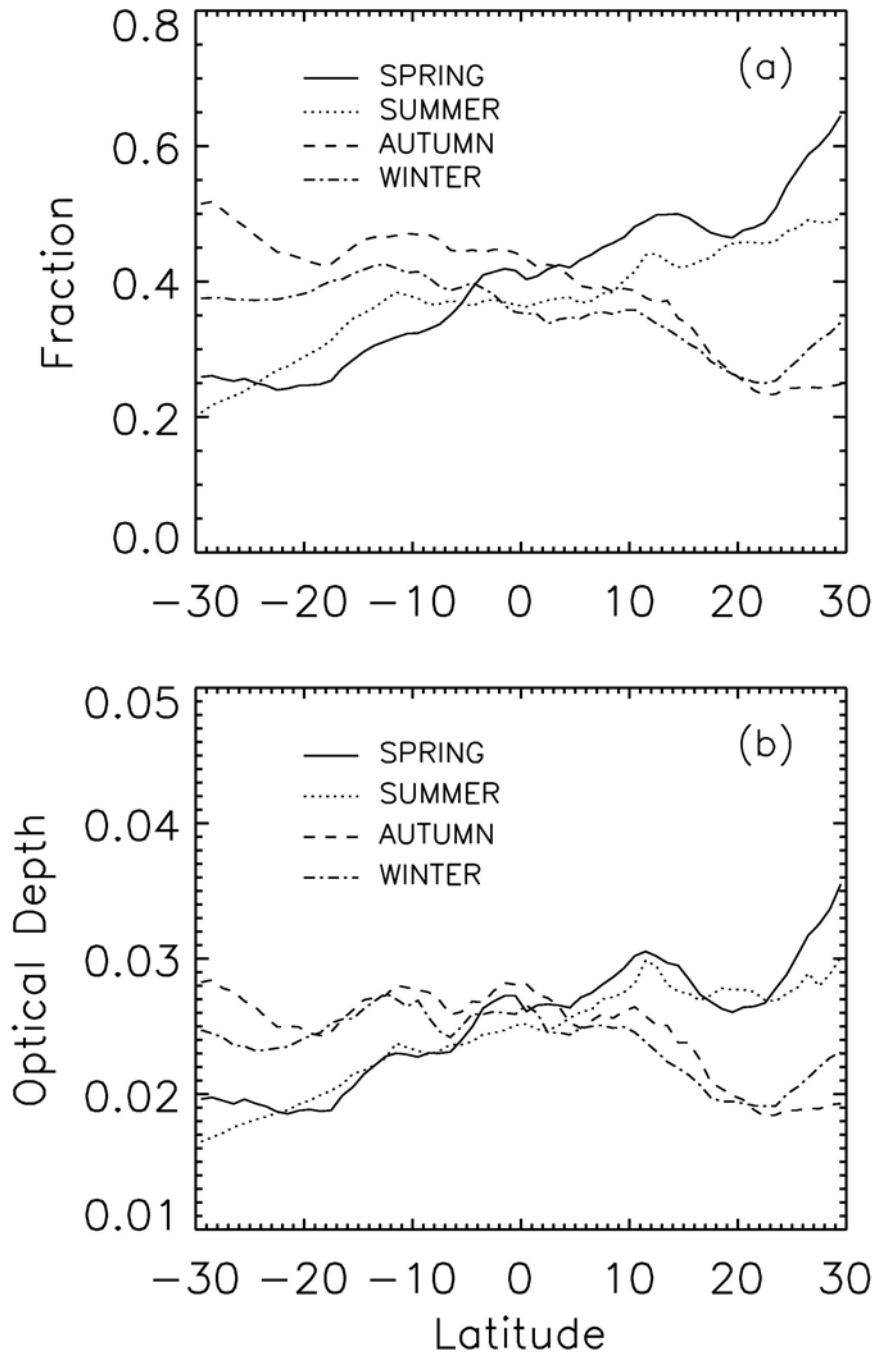 0.8
(a)
SPRING
SUMMER
AUTUMN
WINTER
0.6
0.4
0.2
0.0
Fraction
−30 −20 −10 0 10 20 30
0.05
(b)
SPRING
SUMMER
AUTUMN
WINTER
0.04
0.03
0.02
0.01
Optical Depth
−30 −20 −10 0 10 20 30
Latitude